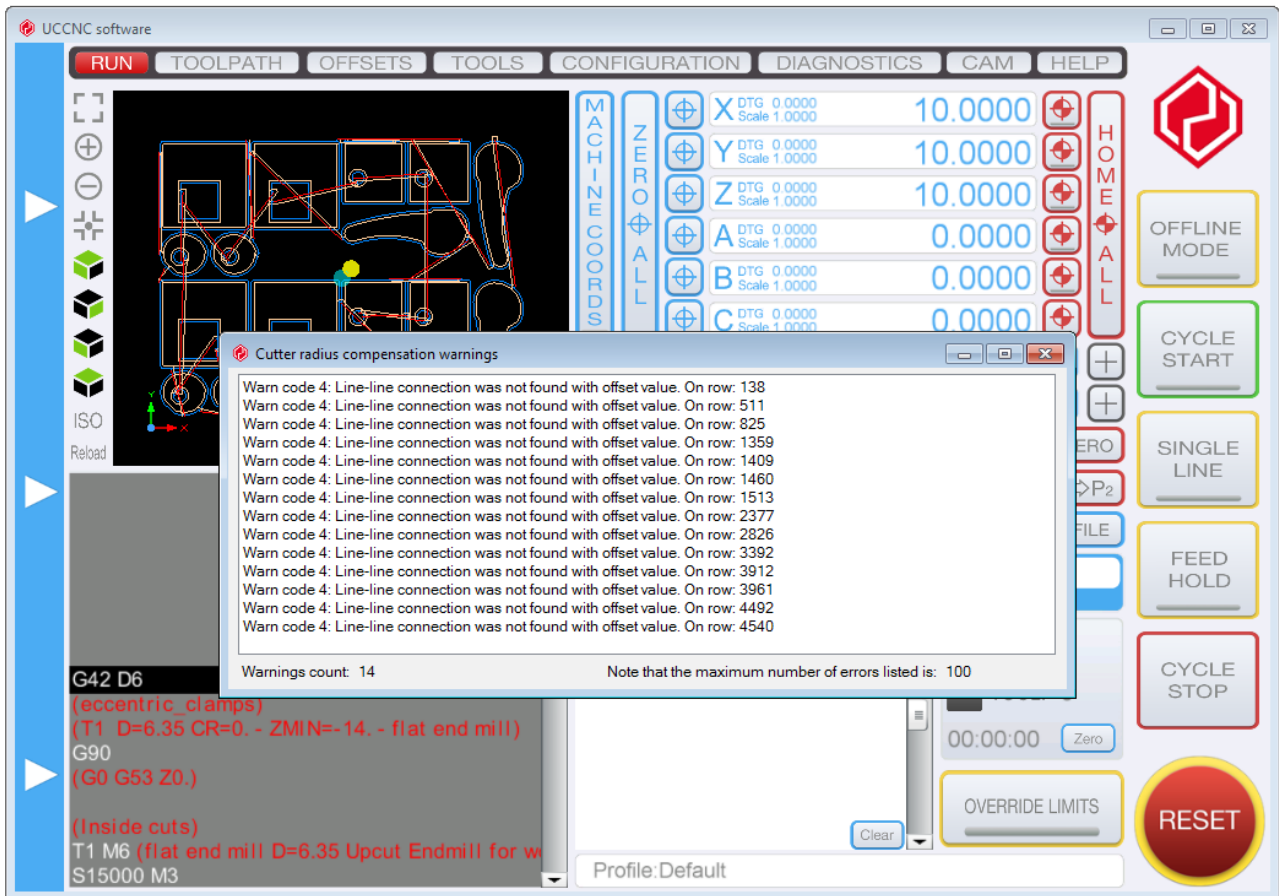 UCCNC software
RUN TOOLPATH OFFSETS TOOLS CONFIGURATION DIAGNOSTICS CAM HELP
MACHINE COORDS
ZERO ALL
X DTG 0.0000 Scale 1.0000 10.0000
Y DTG 0.0000 Scale 1.0000 10.0000
Z DTG 0.0000 Scale 1.0000 10.0000
A DTG 0.0000 Scale 1.0000 0.0000
B DTG 0.0000 Scale 1.0000 0.0000
C DTG 0.0000 Scale 1.0000 0.0000
HOME ALL
Y
X
ISO
Reload
Cutter radius compensation warnings
Warn code 4: Line-line connection was not found with offset value. On row: 138
Warn code 4: Line-line connection was not found with offset value. On row: 511
Warn code 4: Line-line connection was not found with offset value. On row: 825
Warn code 4: Line-line connection was not found with offset value. On row: 1359
Warn code 4: Line-line connection was not found with offset value. On row: 1409
Warn code 4: Line-line connection was not found with offset value. On row: 1460
Warn code 4: Line-line connection was not found with offset value. On row: 1513
Warn code 4: Line-line connection was not found with offset value. On row: 2377
Warn code 4: Line-line connection was not found with offset value. On row: 2826
Warn code 4: Line-line connection was not found with offset value. On row: 3392
Warn code 4: Line-line connection was not found with offset value. On row: 3912
Warn code 4: Line-line connection was not found with offset value. On row: 3961
Warn code 4: Line-line connection was not found with offset value. On row: 4492
Warn code 4: Line-line connection was not found with offset value. On row: 4540
Warnings count: 14 Note that the maximum number of errors listed is: 100
ERO
P2
FILE
G42 D6
(eccentric_clamps)
(T1 D=6.35 CR=0. - ZMIN=-14. - flat end mill)
G90
(G0 G53 Z0.)
(Inside cuts)
T1 M6 (flat end mill D=6.35 Upcut Endmill for w
S15000 M3
00:00:00 Zero
OVERRIDE LIMITS
Clear
Profile:Default
OFFLINE
MODE
CYCLE
START
SINGLE
LINE
FEED
HOLD
CYCLE
STOP
RESET